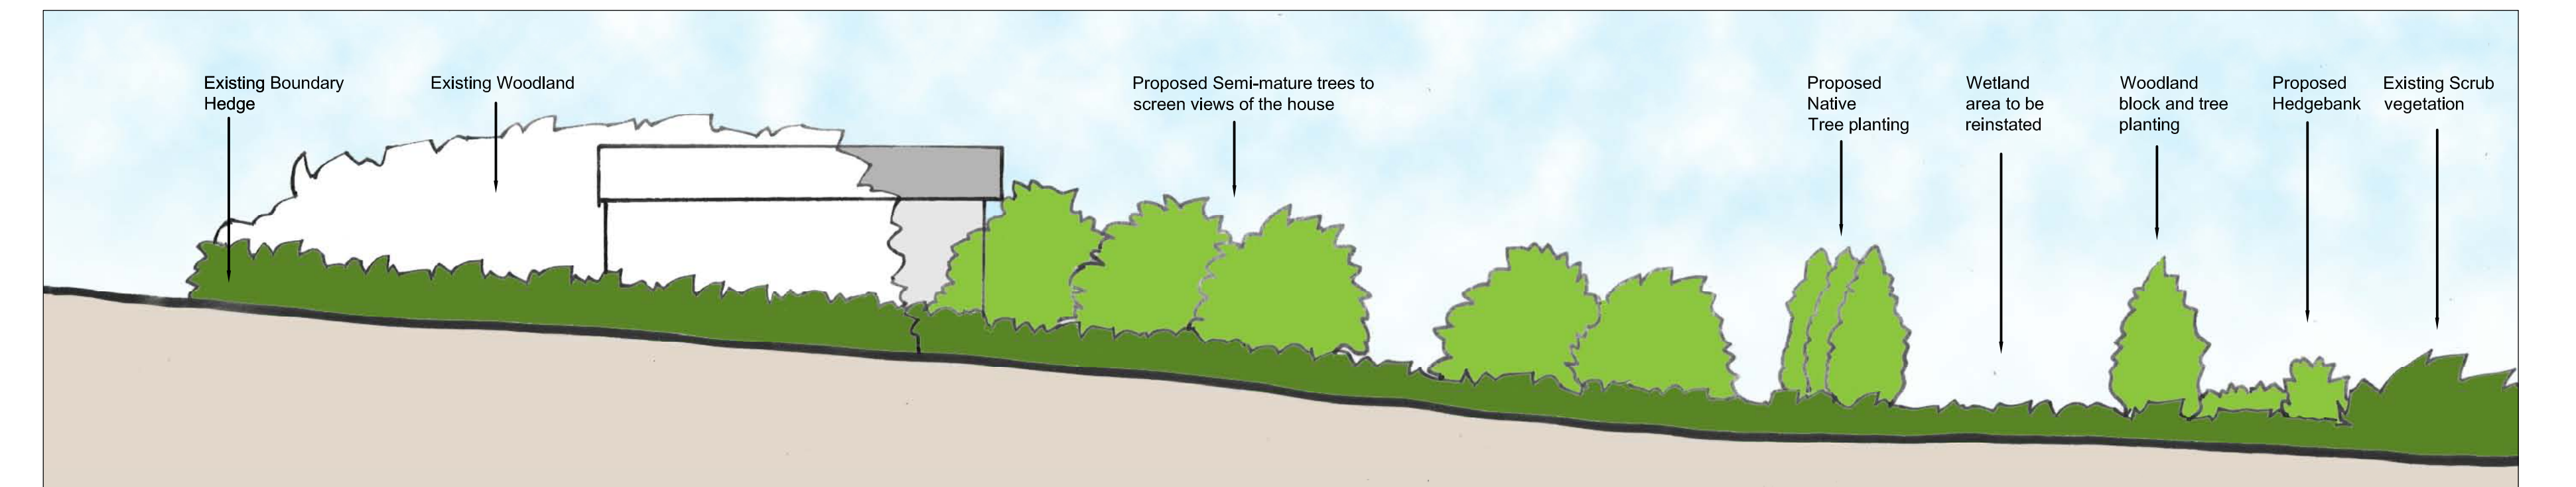 Existing Boundary
Hedge
Existing Woodland
Proposed Semi-mature trees to
screen views of the house
Proposed
Native
Tree planting
Wetland
area to be
reinstated
Woodland
block and tree
planting
Proposed
Hedgebank
Existing Scrub
vegetation